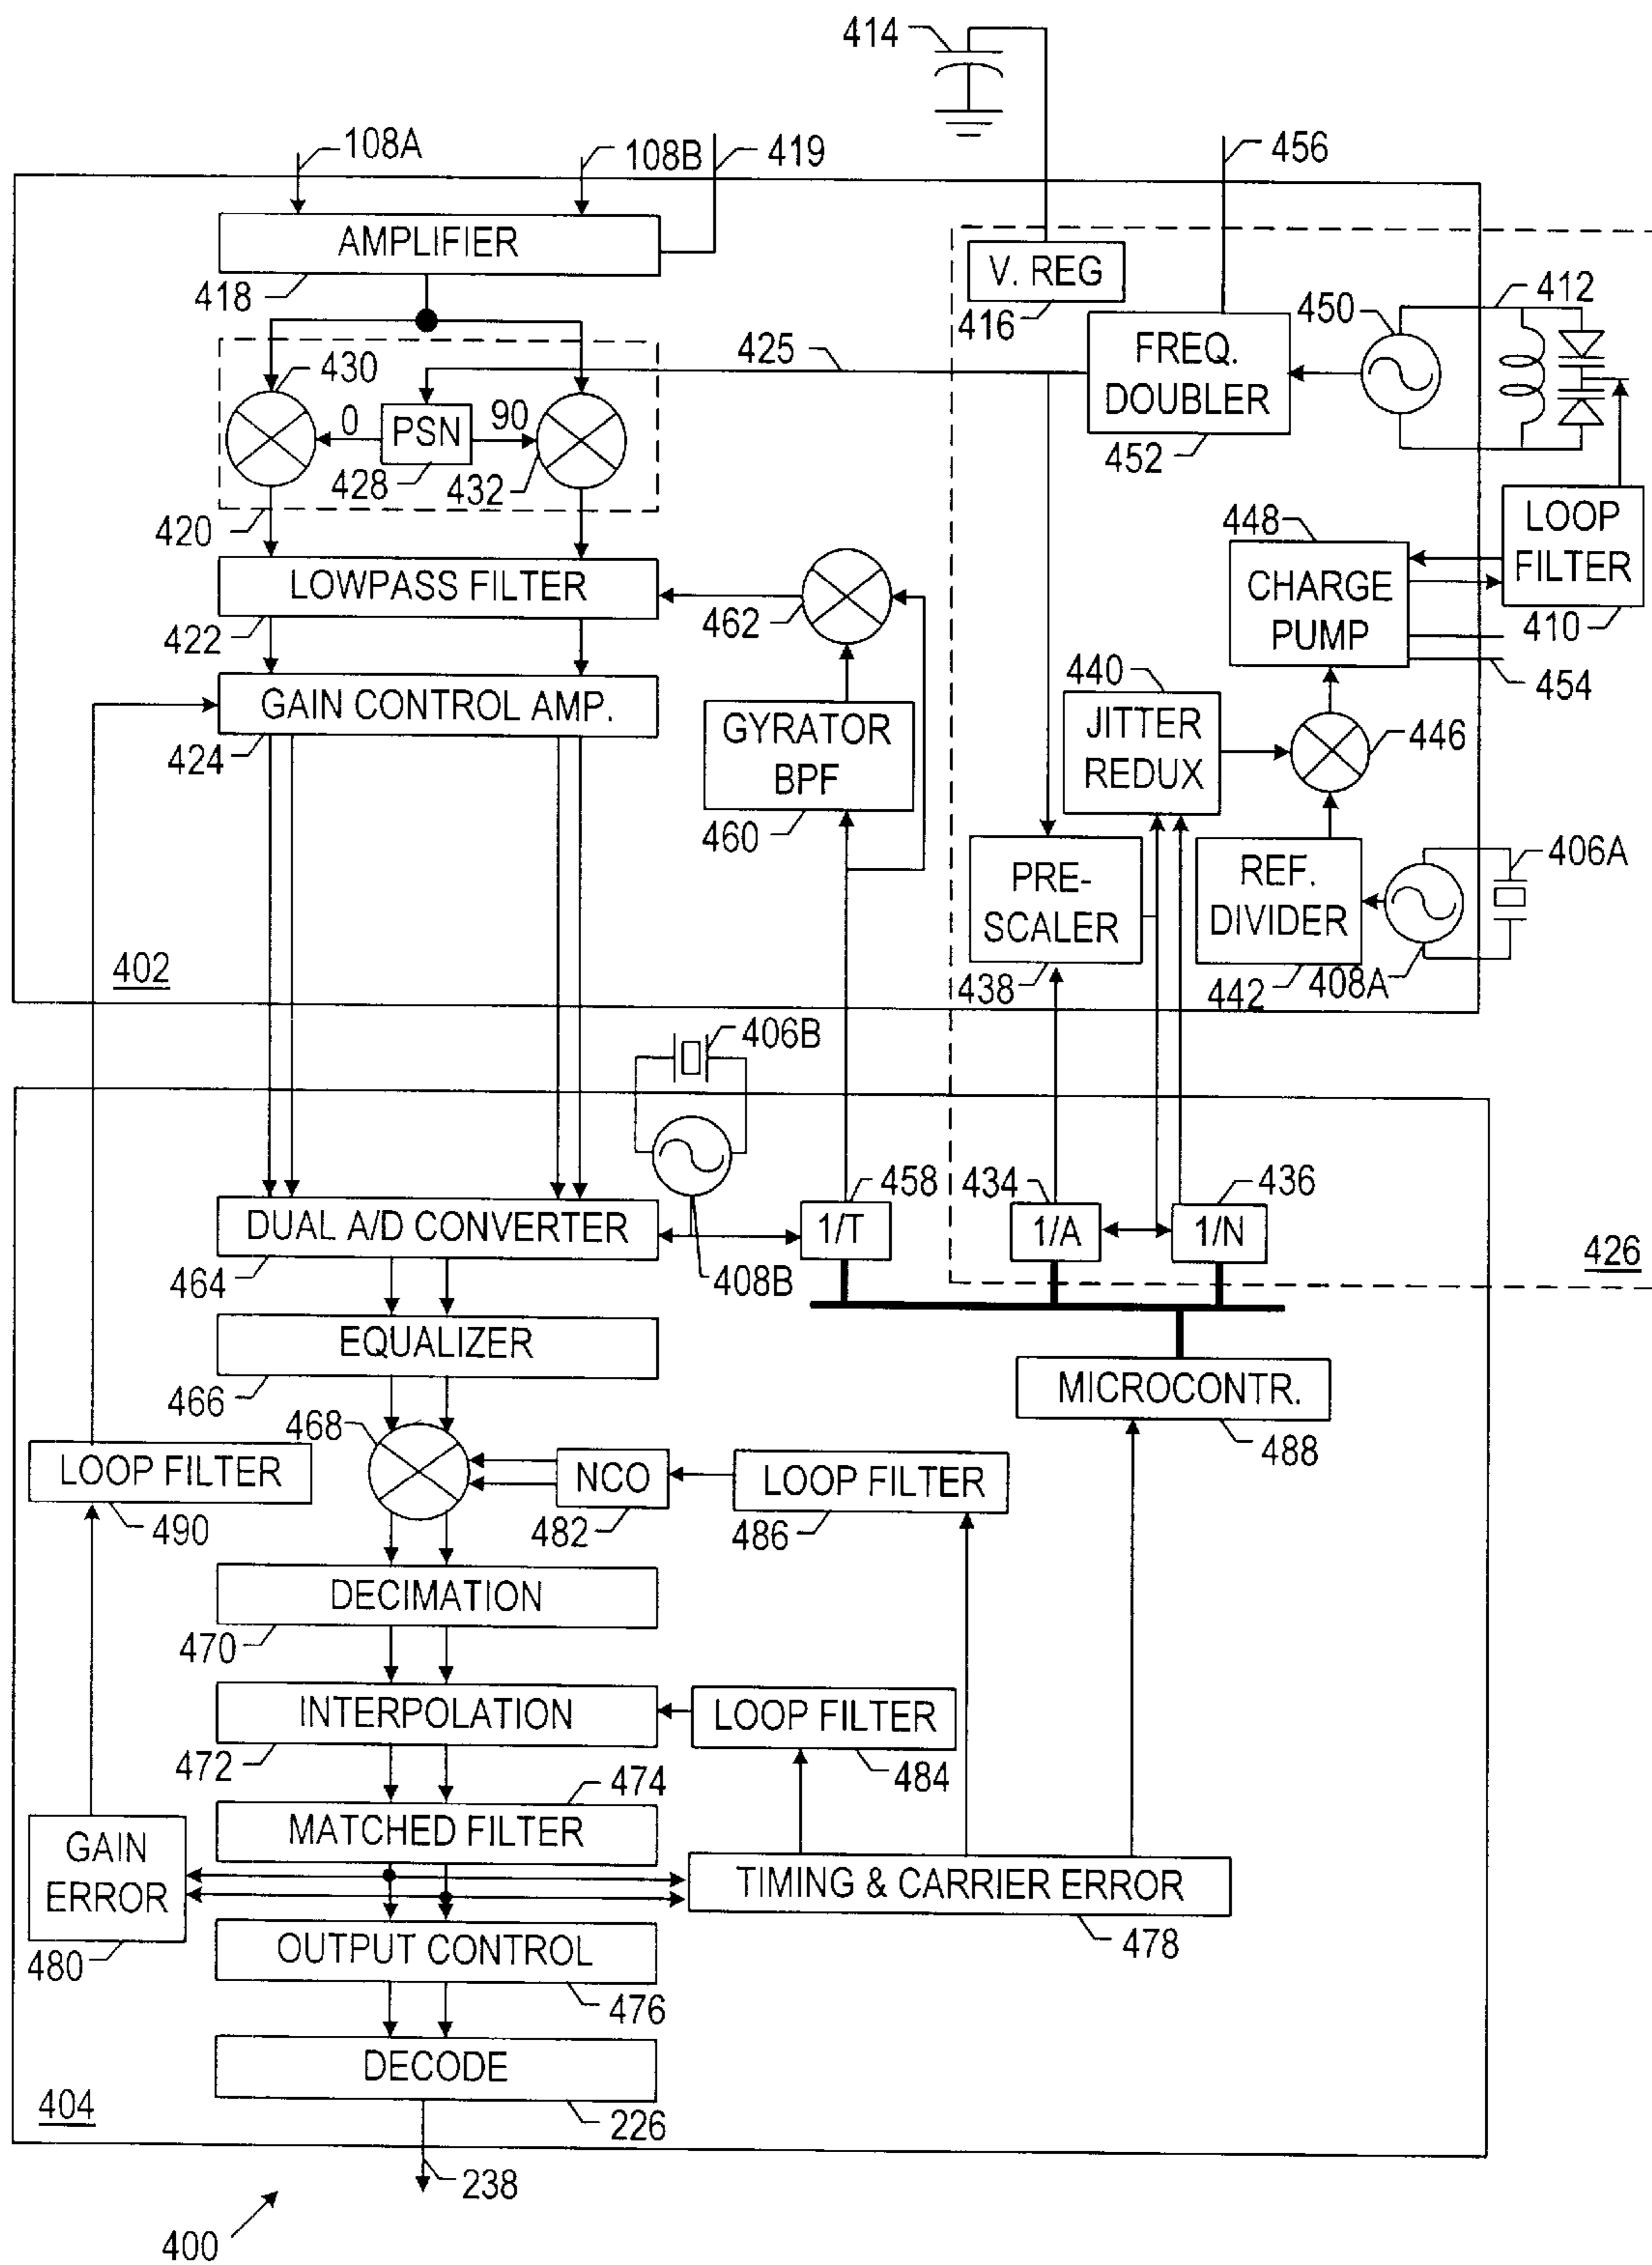 414
108A
108B
419
456
AMPLIFIER
418
V. REG
416
412
450
425
FREQ.
DOUBLER
452
430
0
PSN
90
428
432
420
LOOP
FILTER
410
448
CHARGE
PUMP
454
LOWPASS FILTER
422
462
440
JITTER
REDUX
446
GAIN CONTROL AMP.
424
GYRATOR
BPF
460
PRE-
SCALER
438
REF.
DIVIDER
442
408A
406A
402
406B
458
434
436
DUAL A/D CONVERTER
464
1/T
1/A
1/N
408B
426
EQUALIZER
466
MICROCONTR.
488
468
LOOP FILTER
490
NCO
482
LOOP FILTER
486
DECIMATION
470
INTERPOLATION
472
LOOP FILTER
484
474
MATCHED FILTER
GAIN
ERROR
480
TIMING & CARRIER ERROR
478
OUTPUT CONTROL
476
DECODE
226
404
238
400